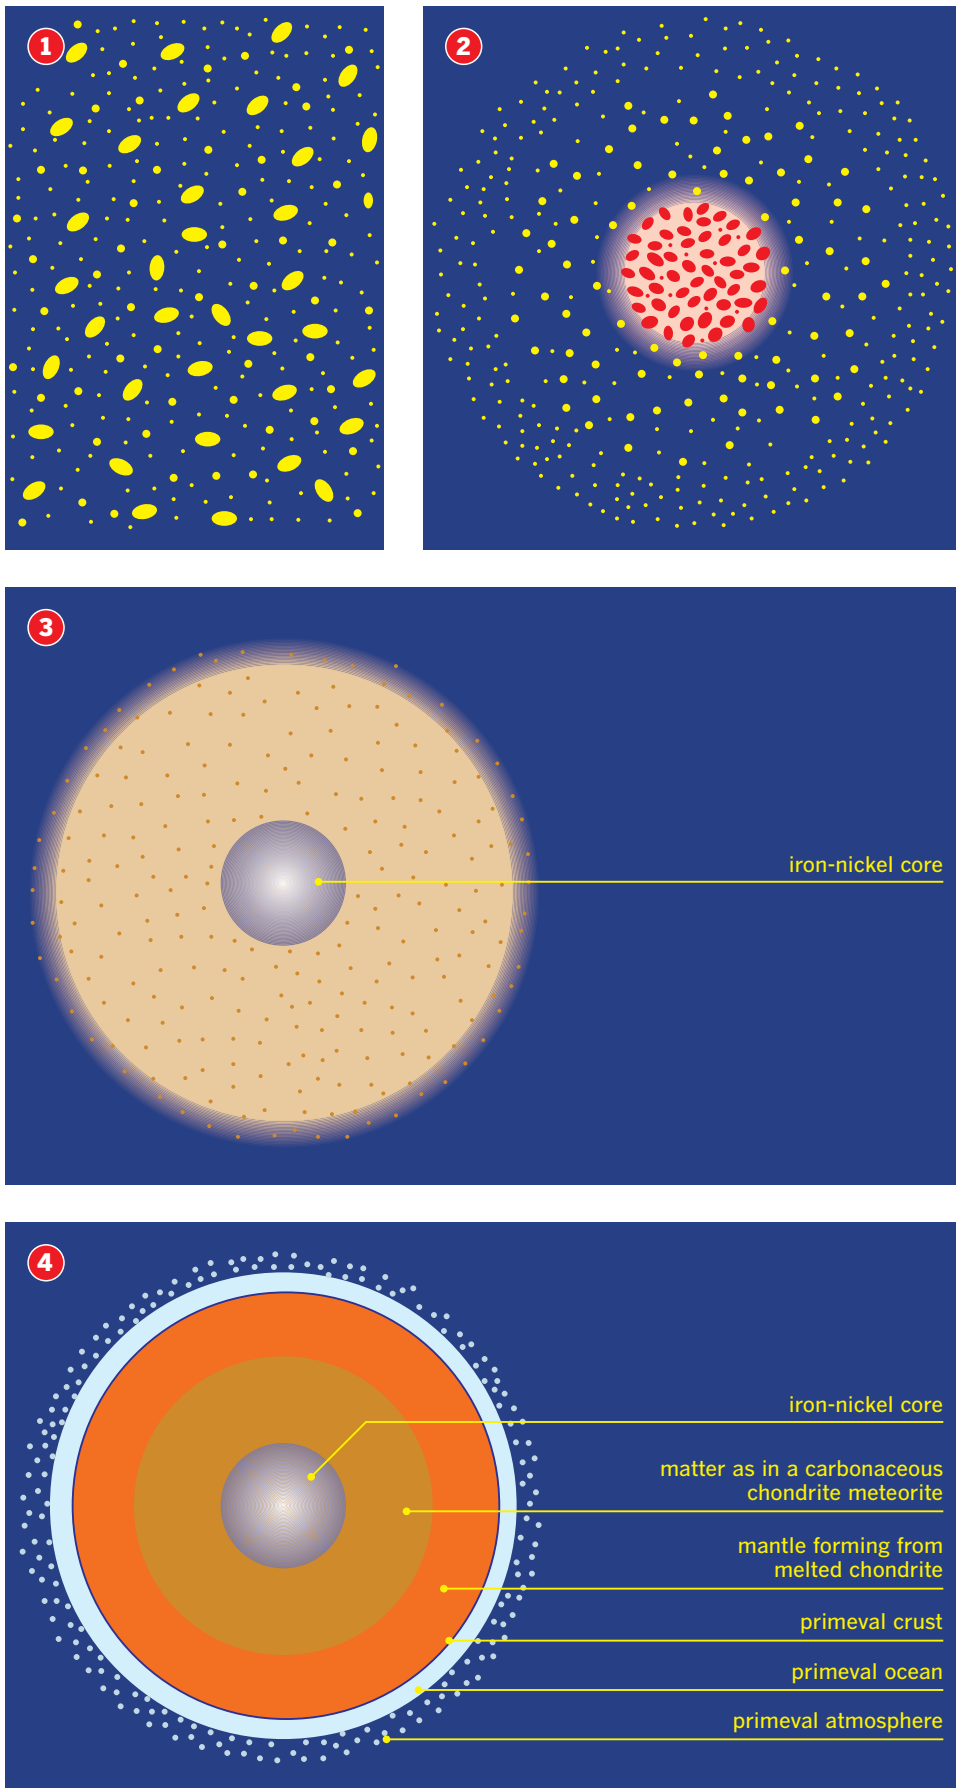 1
2
3
iron-nickel core
4
iron-nickel core
matter as in a carbonaceous
chondrite meteorite
mantle forming from
melted chondrite
primeval crust
primeval ocean
primeval atmosphere